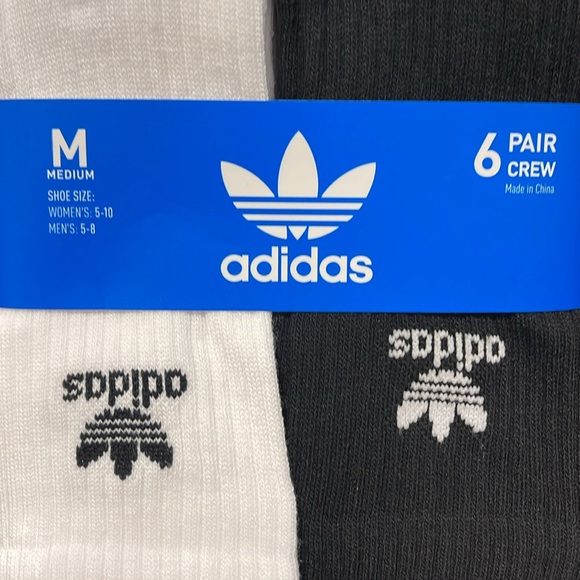 M
MEDIUM
SHOE SIZE:
WOMEN'S: 5-10
MEN'S: 5-8
adidas
6 PAIR
CREW
Made in China
adidas
adidas